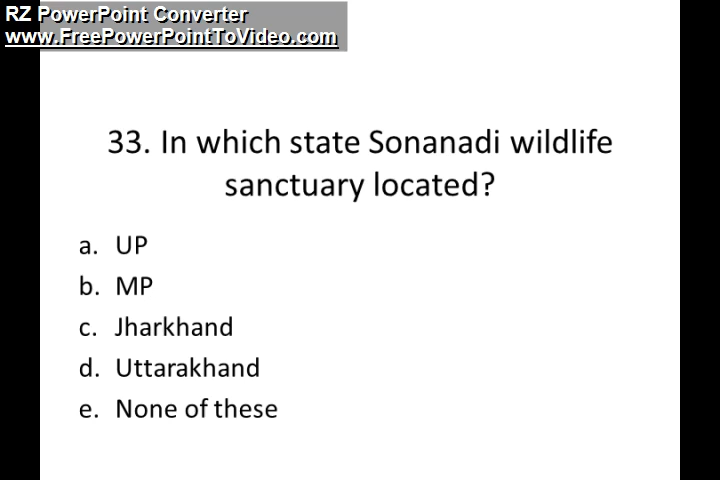 RZ PowerPoint Converter
www.FreePowerPointToVideo.com
33. In which state Sonanadi wildlife
sanctuary located?
a. UP
b. MP
c. Jharkhand
d. Uttarakhand
e. None of these